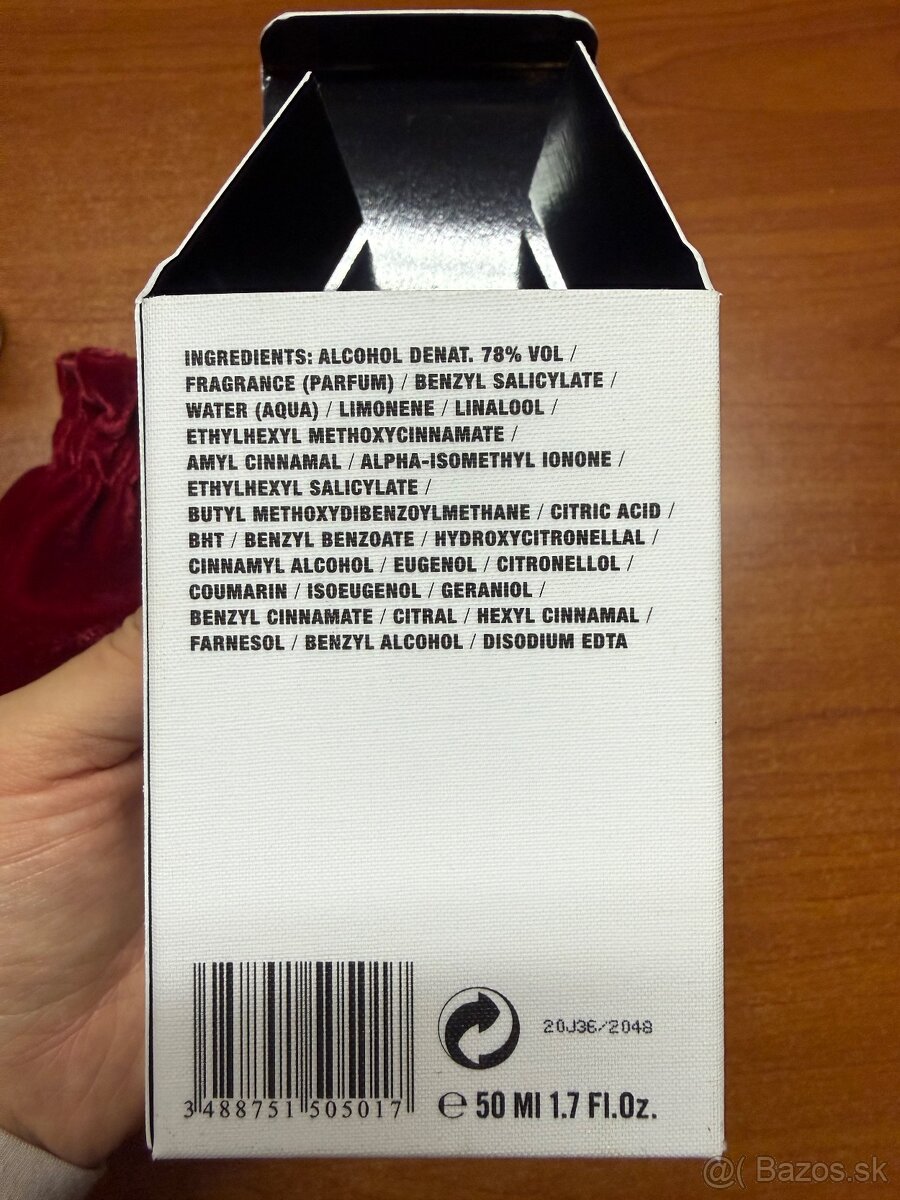 INGREDIENTS: ALCOHOL DENAT. 78% VOL /
FRAGRANCE (PARFUM) / BENZYL SALICYLATE /
WATER (AQUA) / LIMONENE / LINALOOL /
ETHYLHEXYL METHOXYCINNAMATE /
AMYL CINNAMAL / ALPHA-ISOMETHYL IONONE /
ETHYLHEXYL SALICYLATE /
BUTYL METHOXYDIBENZOYLMETHANE / CITRIC ACID /
BHT / BENZYL BENZOATE / HYDROXYCITRONELLAL /
CINNAMYL ALCOHOL / EUGENOL / CITRONELLOL /
COUMARIN / ISOEUGENOL / GERANIOL /
BENZYL CINNAMATE / CITRAL / HEXYL CINNAMAL /
FARNESOL / BENZYL ALCOHOL / DISODIUM EDTA
20J36/2048
3 488751 505017
℮ 50 Ml 1.7 Fl.Oz.
@( Bazos.sk